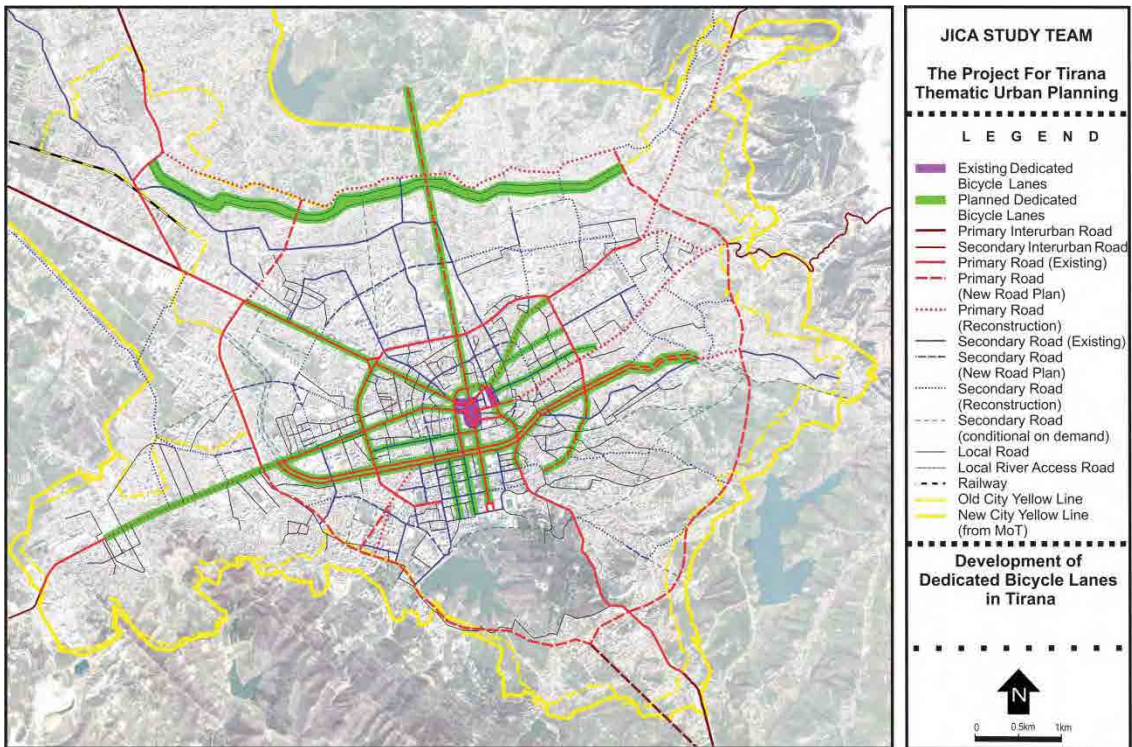 JICA STUDY TEAM
The Project For Tirana
Thematic Urban Planning
L E G E N D
Existing Dedicated
Bicycle Lanes
Planned Dedicated
Bicycle Lanes
Primary Interurban Road
Secondary Interurban Road
Primary Road (Existing)
Primary Road
(New Road Plan)
Primary Road
(Reconstruction)
Secondary Road (Existing)
Secondary Road
(New Road Plan)
Secondary Road
(Reconstruction)
Secondary Road
(conditional on demand)
Local Road
Local River Access Road
Railway
Old City Yellow Line
New City Yellow Line
(from MoT)
Development of
Dedicated Bicycle Lanes
in Tirana
N
0 0.5km 1km